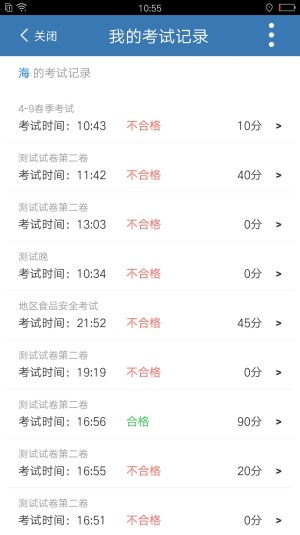 10:55
关闭
我的考试记录
海 的考试记录
4-9春季考试
考试时间：10:43 不合格 10分 >
测试试卷第二卷
考试时间：11:42 不合格 40分 >
测试试卷第二卷
考试时间：13:03 不合格 0分 >
测试晚
考试时间：10:34 不合格 0分 >
地区食品安全考试
考试时间：21:52 不合格 45分 >
测试试卷第二卷
考试时间：19:19 不合格 0分 >
测试试卷第二卷
考试时间：16:56 合格 90分 >
测试试卷第二卷
考试时间：16:55 不合格 20分 >
测试试卷第二卷
考试时间：16:51 不合格 0分 >